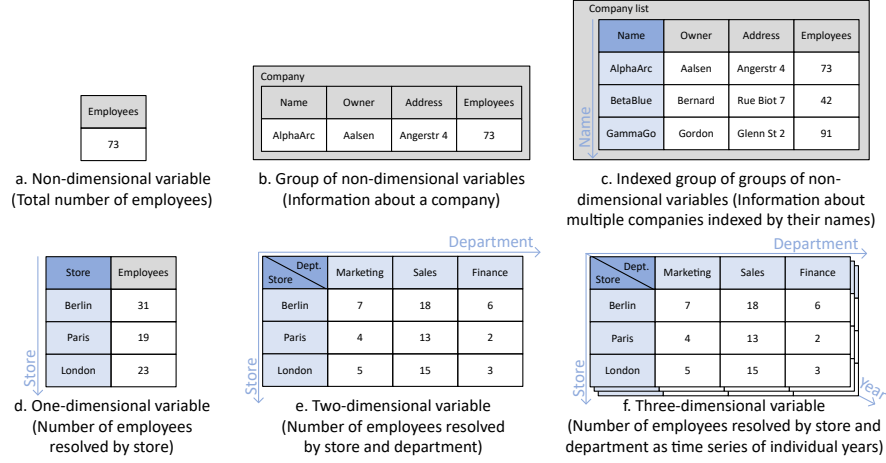 Employees
73
a. Non-dimensional variable
(Total number of employees)
Company
Name Owner Address Employees
AlphaArc Aalsen Angerstr 4 73
b. Group of non-dimensional variables
(Information about a company)
Company list
Name Owner Address Employees
AlphaArc Aalsen Angerstr 4 73
BetaBlue Bernard Rue Biot 7 42
GammaGo Gordon Glenn St 2 91
Name
c. Indexed group of groups of non-
dimensional variables (Information about
multiple companies indexed by their names)
Store Employees
Berlin 31
Paris 19
London 23
Store
d. One-dimensional variable
(Number of employees
resolved by store)
Department
Dept.
Store
Marketing Sales Finance
Berlin 7 18 6
Paris 4 13 2
London 5 15 3
Store
e. Two-dimensional variable
(Number of employees resolved
by store and department)
Department
Dept.
Store
Marketing Sales Finance
Berlin 7 18 6
Paris 4 13 2
London 5 15 3
Store
Year
f. Three-dimensional variable
(Number of employees resolved by store and
department as time series of individual years)